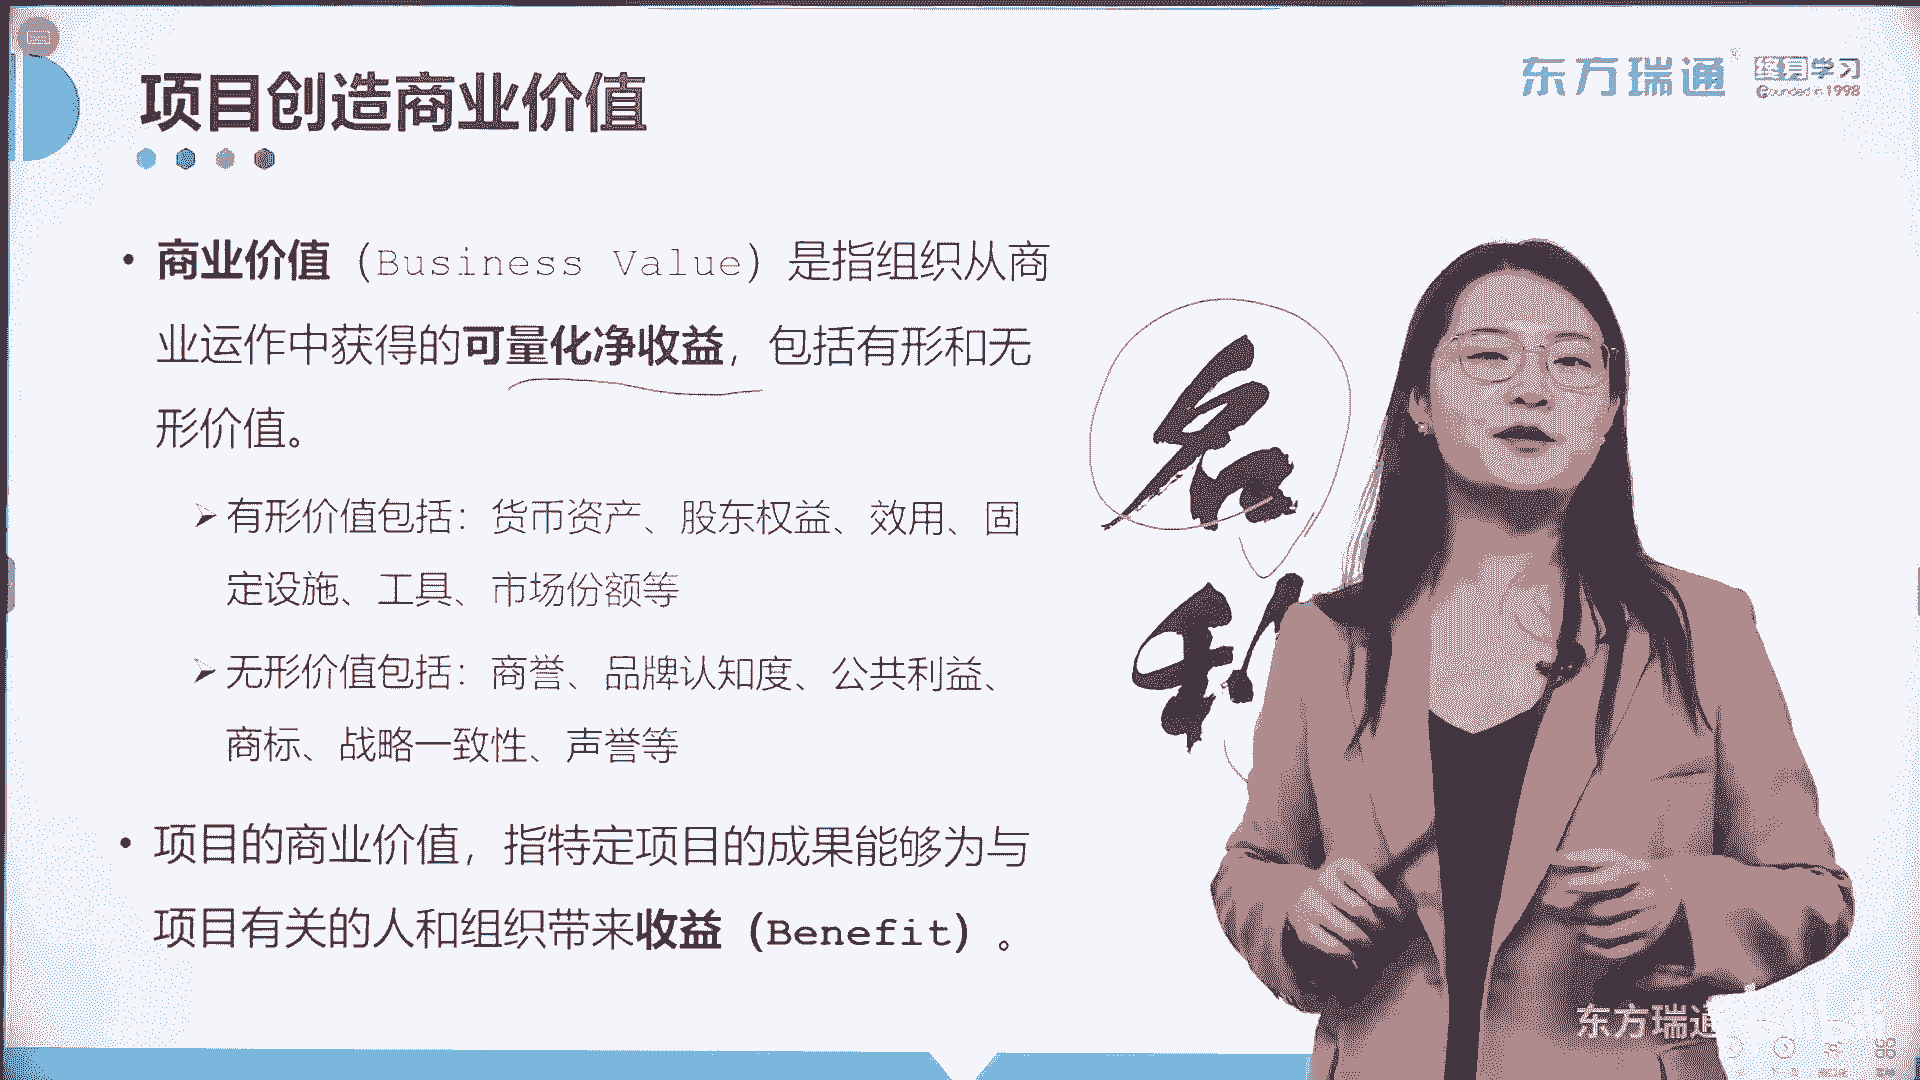 项目创造商业价值
东方瑞通
学习
Founded in 1998
商业价值（Business Value）是指组织从商
业运作中获得的可量化净收益，包括有形和无
形价值。
有形价值包括：货币资产、股东权益、效用、固
定设施、工具、市场份额等
无形价值包括：商誉、品牌认知度、公共利益、
商标、战略一致性、声誉等
项目的商业价值，指特定项目的成果能够为与
项目有关的人和组织带来收益（Benefit）。
名
利
东方瑞通